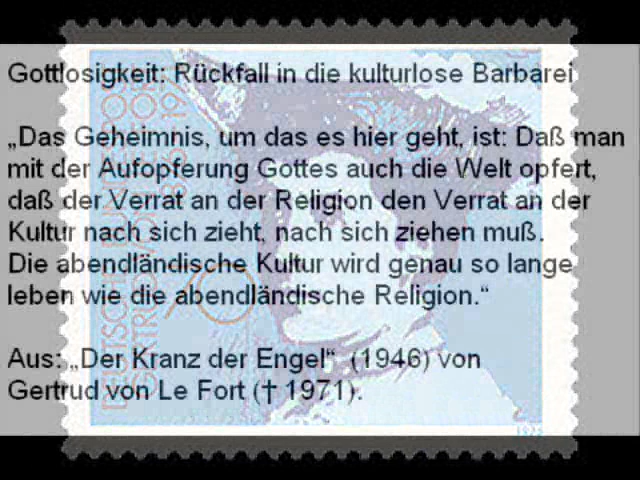 Gottlosigkeit: Rückfall in die kulturlose Barbarei
„Das Geheimnis, um das es hier geht, ist: Daß man
mit der Aufopferung Gottes auch die Welt opfert,
daß der Verrat an der Religion den Verrat an der
Kultur nach sich zieht, nach sich ziehen muß.
Die abendländische Kultur wird genau so lange
leben wie die abendländische Religion.“
Aus: „Der Kranz der Engel“ (1946) von
Gertrud von Le Fort († 1971).